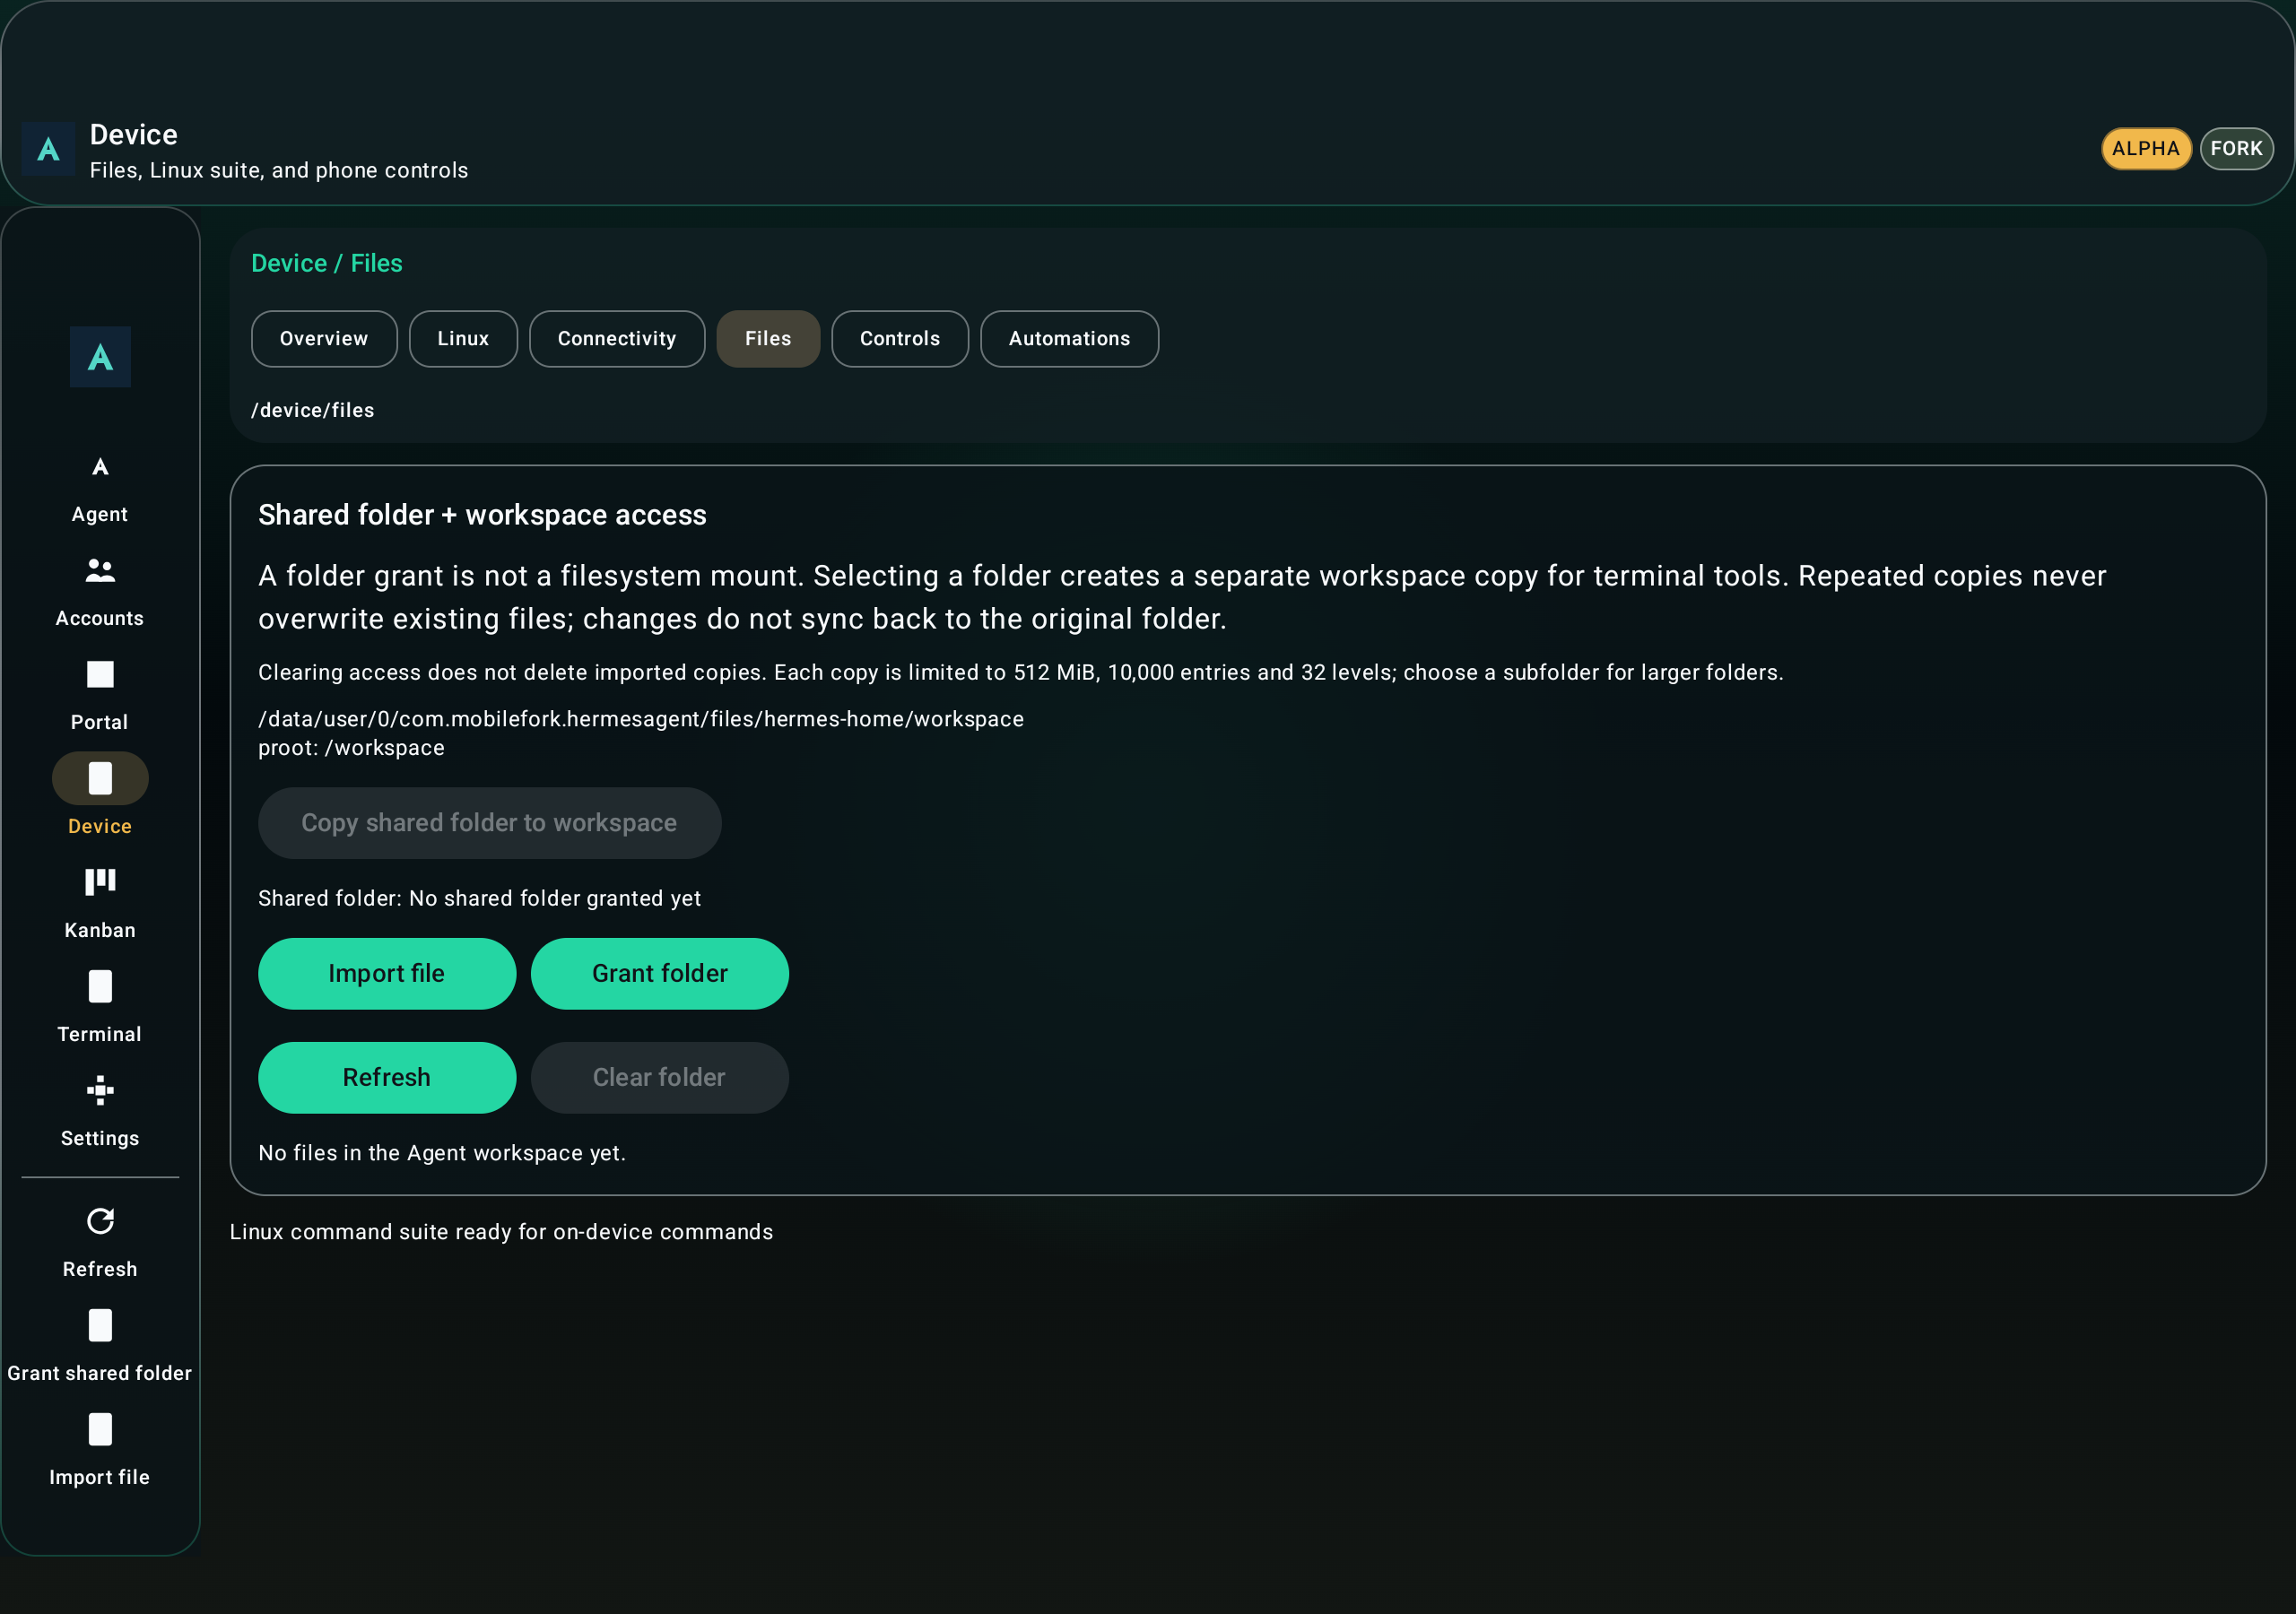 Device
Files, Linux suite, and phone controls
ALPHA
FORK
Agent
Accounts
Portal
Device
Kanban
Terminal
Settings
Refresh
Grant shared folder
Import file
Device / Files
Overview
Linux
Connectivity
Files
Controls
Automations
/device/files
Shared folder + workspace access
A folder grant is not a filesystem mount. Selecting a folder creates a separate workspace copy for terminal tools. Repeated copies never
overwrite existing files; changes do not sync back to the original folder.
Clearing access does not delete imported copies. Each copy is limited to 512 MiB, 10,000 entries and 32 levels; choose a subfolder for larger folders.
/data/user/0/com.mobilefork.hermesagent/files/hermes-home/workspace
proot: /workspace
Copy shared folder to workspace
Shared folder: No shared folder granted yet
Import file
Grant folder
Refresh
Clear folder
No files in the Agent workspace yet.
Linux command suite ready for on-device commands